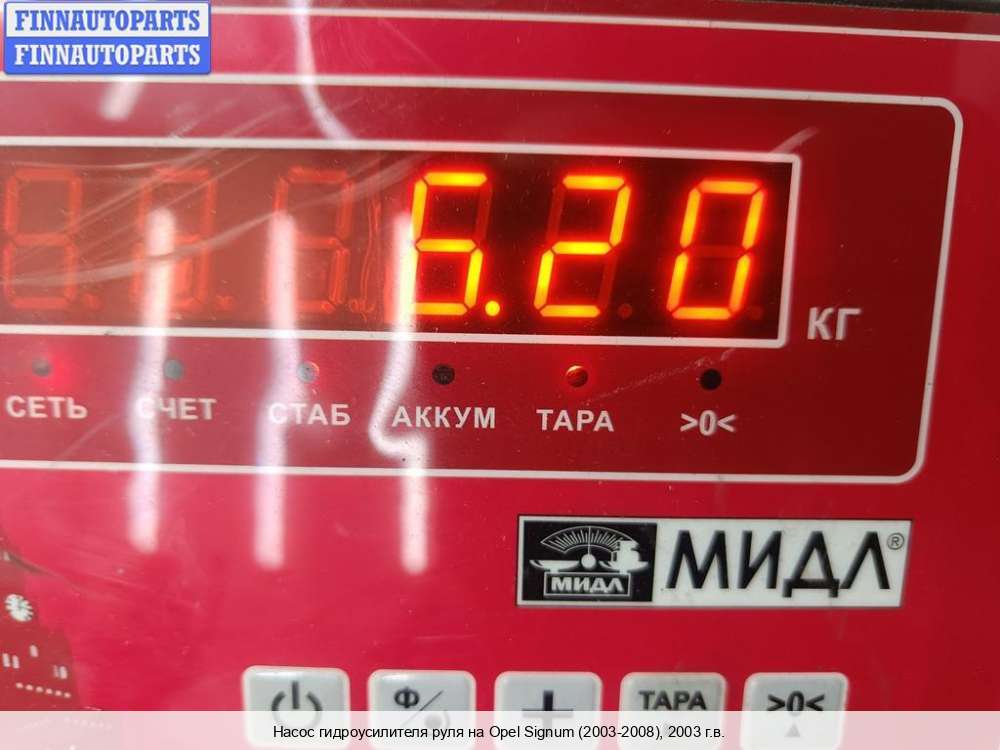 FINNAUTOPARTS
FINNAUTOPARTS
5.20
КГ
СЕТЬ СЧЕТ СТАБ АККУМ ТАРА >0<
МИДЛ МИДЛ®
Ф/ + ТАРА >0<
Насос гидроусилителя руля на Opel Signum (2003-2008), 2003 г.в.